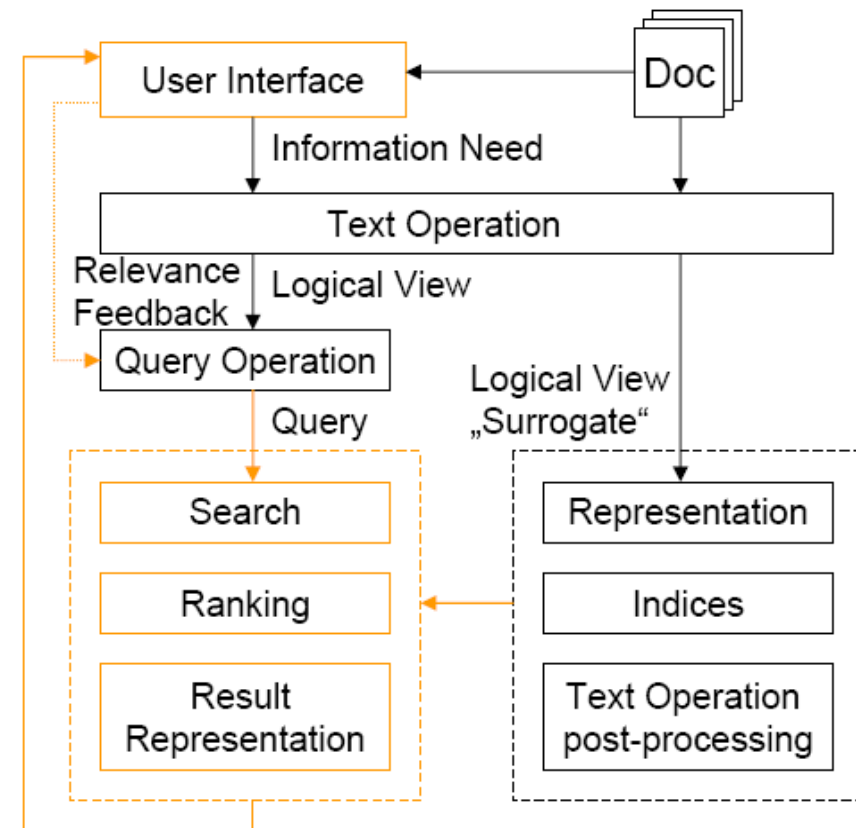 User Interface
Doc
Information Need
Text Operation
Relevance
Feedback
Logical View
Query Operation
Logical View
„Surrogate“
Query
Search
Representation
Ranking
Indices
Result
Representation
Text Operation
post-processing